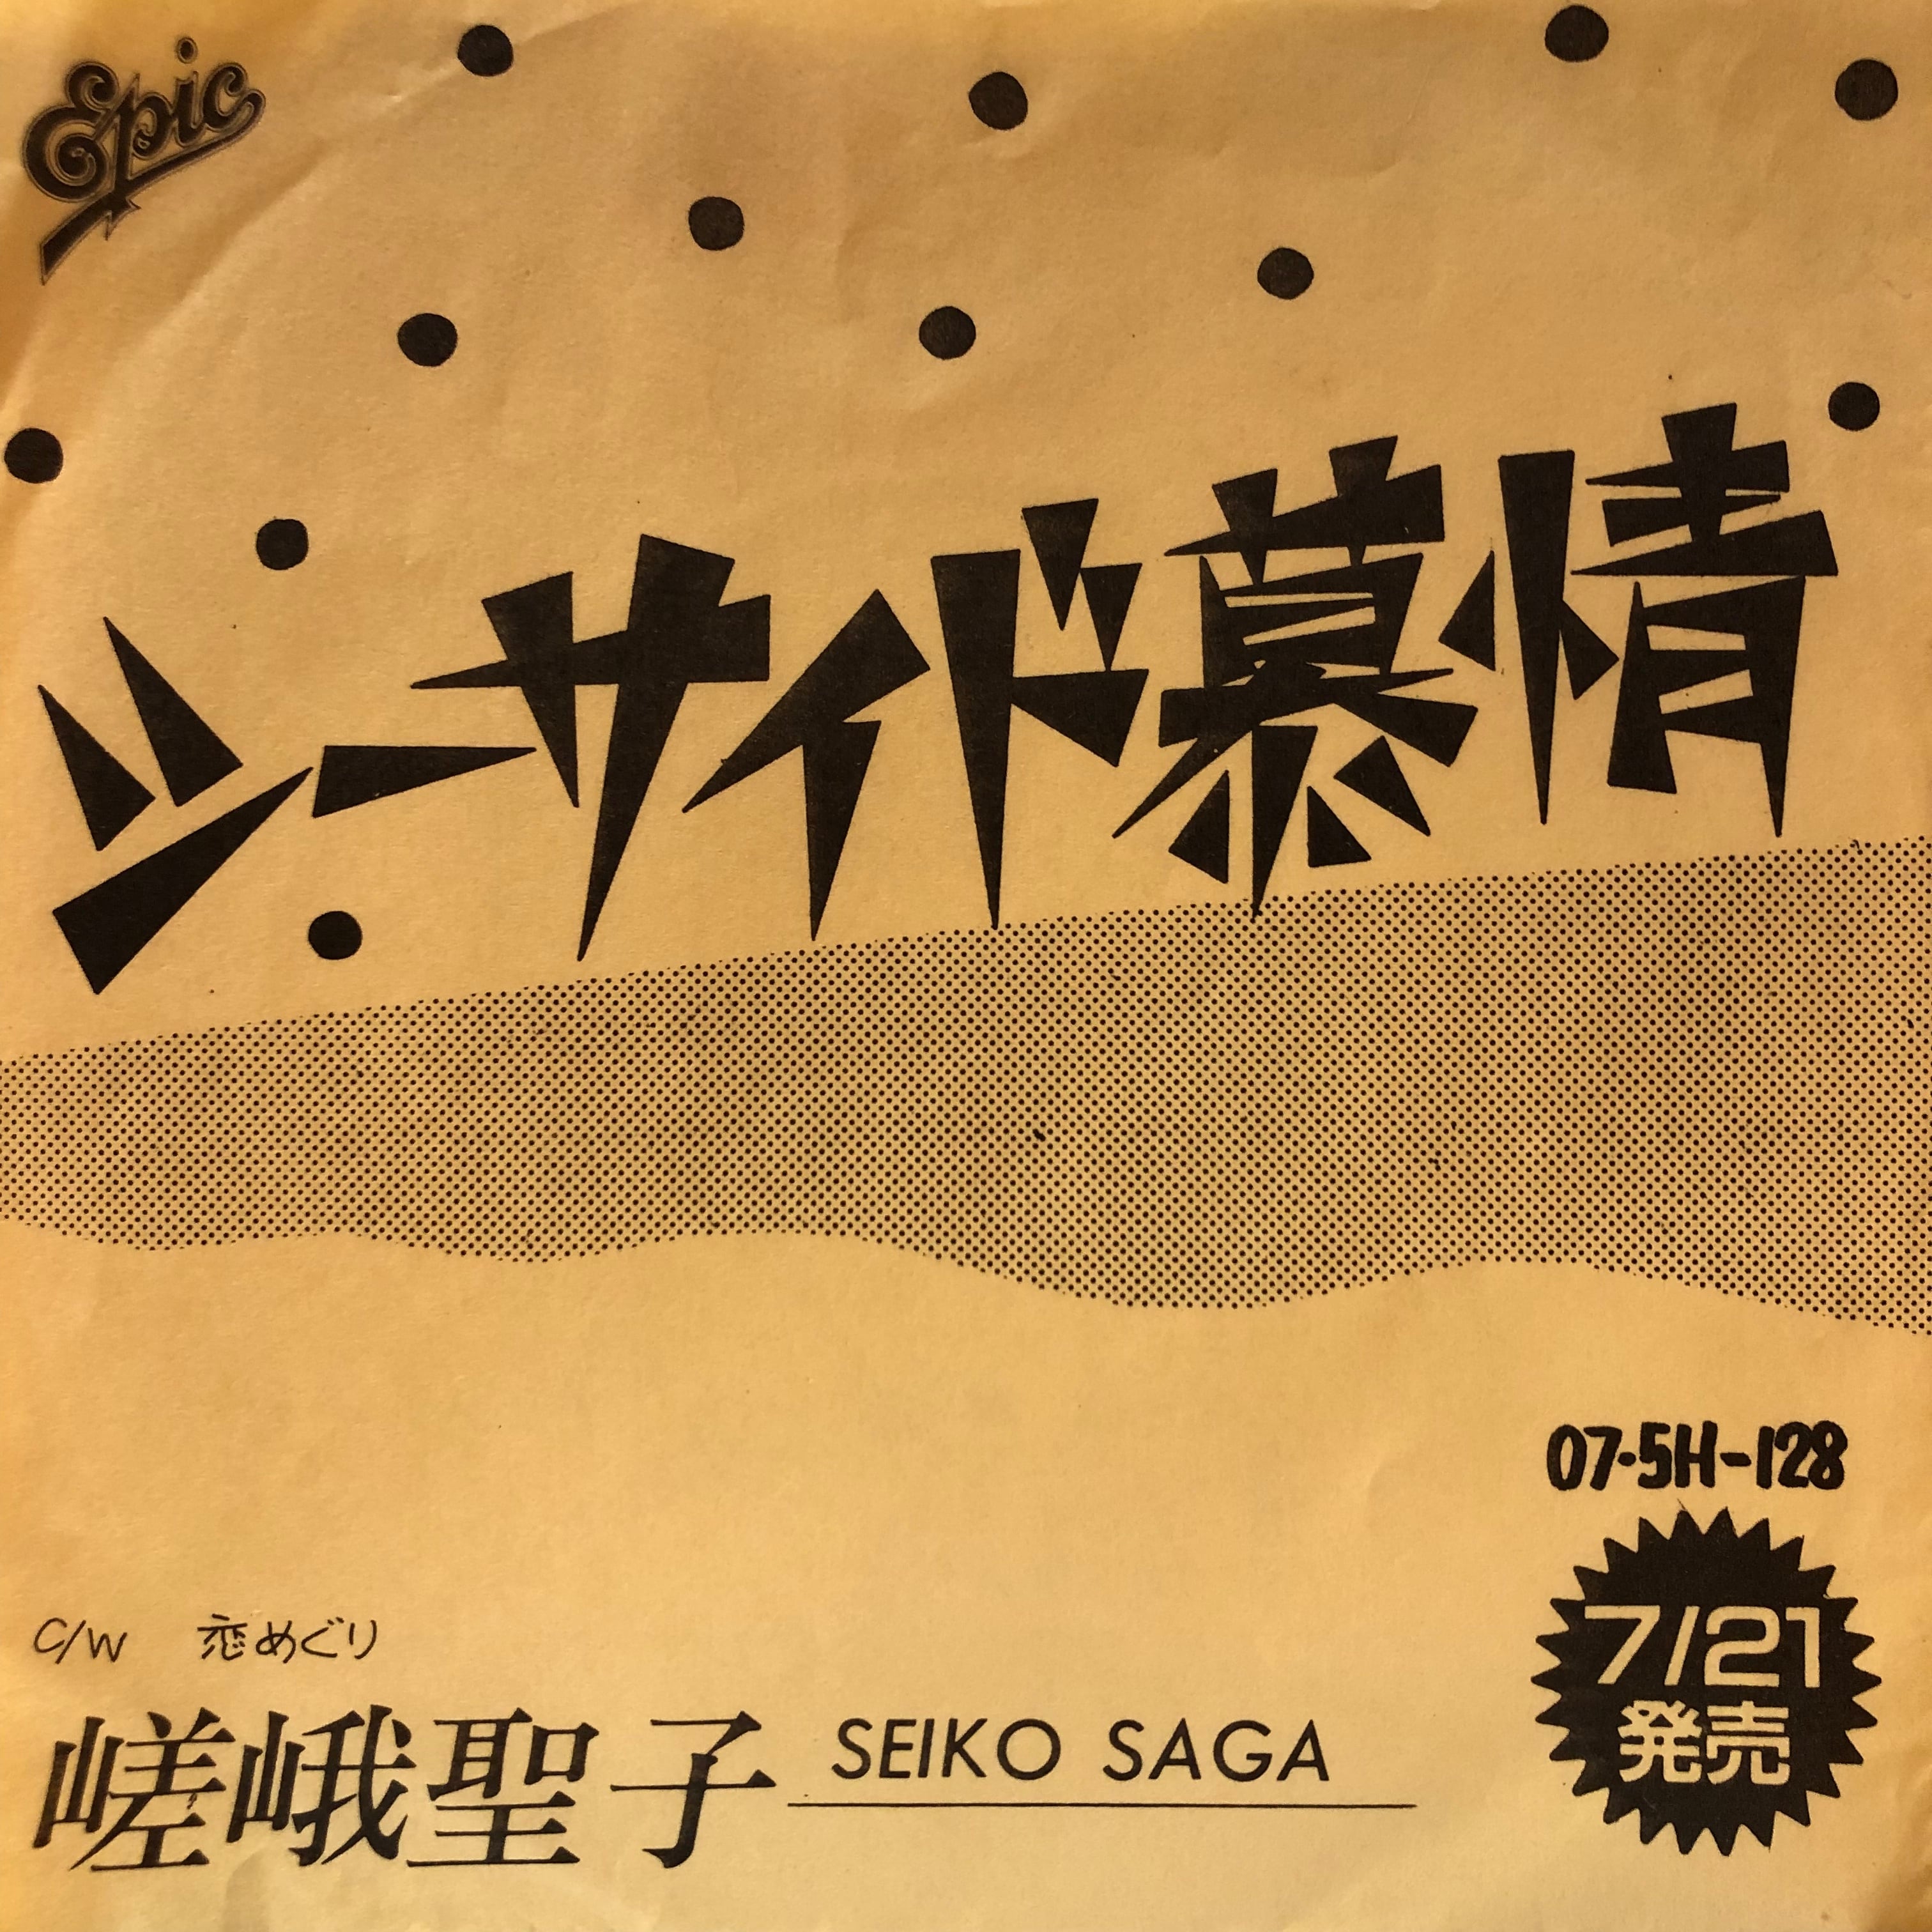 Epic
シーサイド慕情
07・5H-128
7/21
発売
C/W 恋めぐり
嵯峨聖子 SEIKO SAGA